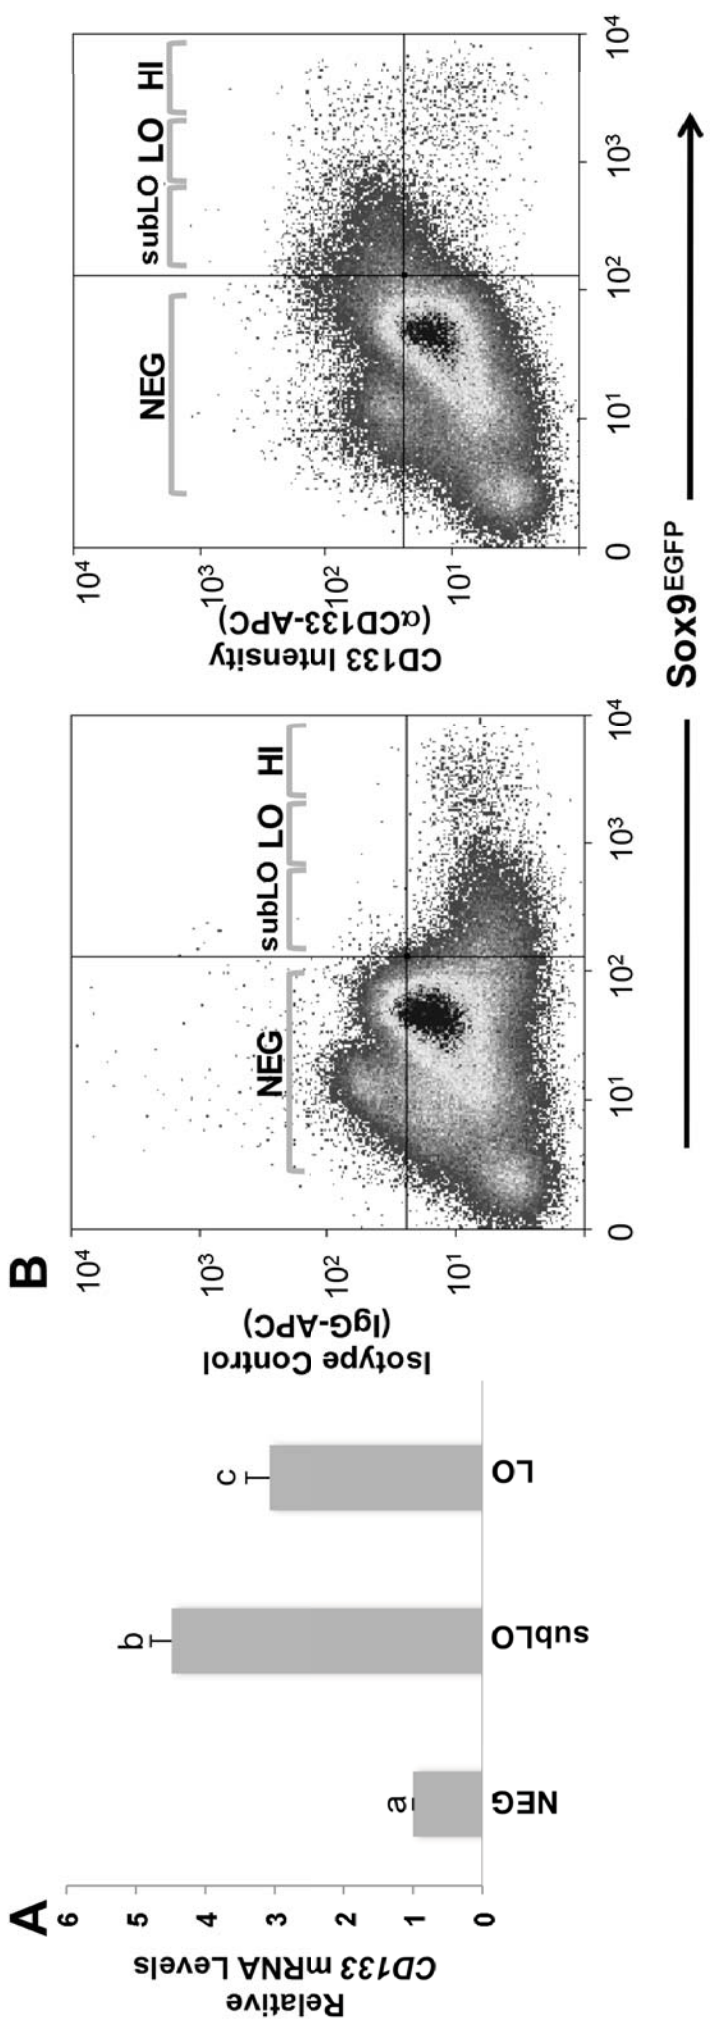 A
Relative
CD133 mRNA Levels
6
5
4
3
2
1
0
a
b
c
NEG
subLO
LO
B
Isotype Control
(IgG-APC)
10⁴
10³
10²
10¹
NEG
subLO
LO
HI
0
10¹
10²
10³
10⁴
CD133 Intensity
(αCD133-APC)
10⁴
10³
10²
10¹
NEG
subLO
LO
HI
0
10¹
10²
10³
10⁴
Sox9EGFP